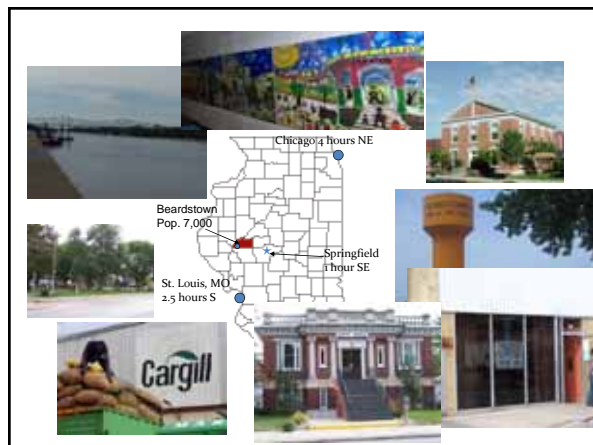 Chicago 4 hours NE
Beardstown
Pop. 7,000
Springfield
1 hour SE
St. Louis, MO
2.5 hours S
Cargill